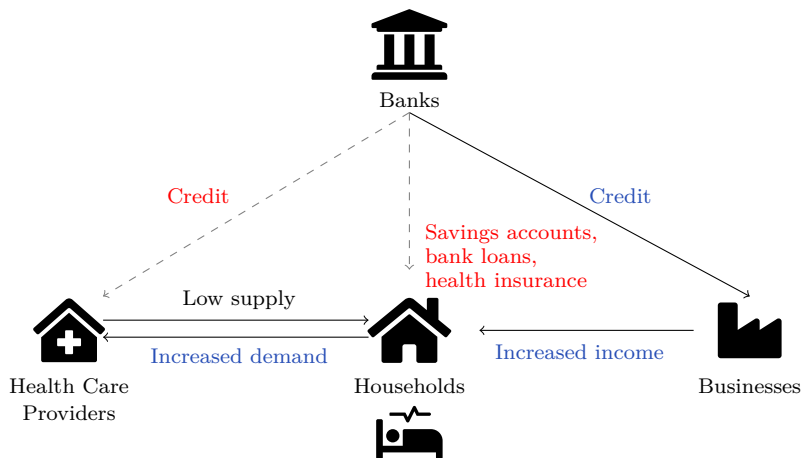 Banks
Credit
Credit
Savings accounts,
bank loans,
health insurance
Low supply
Increased demand
Increased income
Health Care
Providers
Households
Businesses